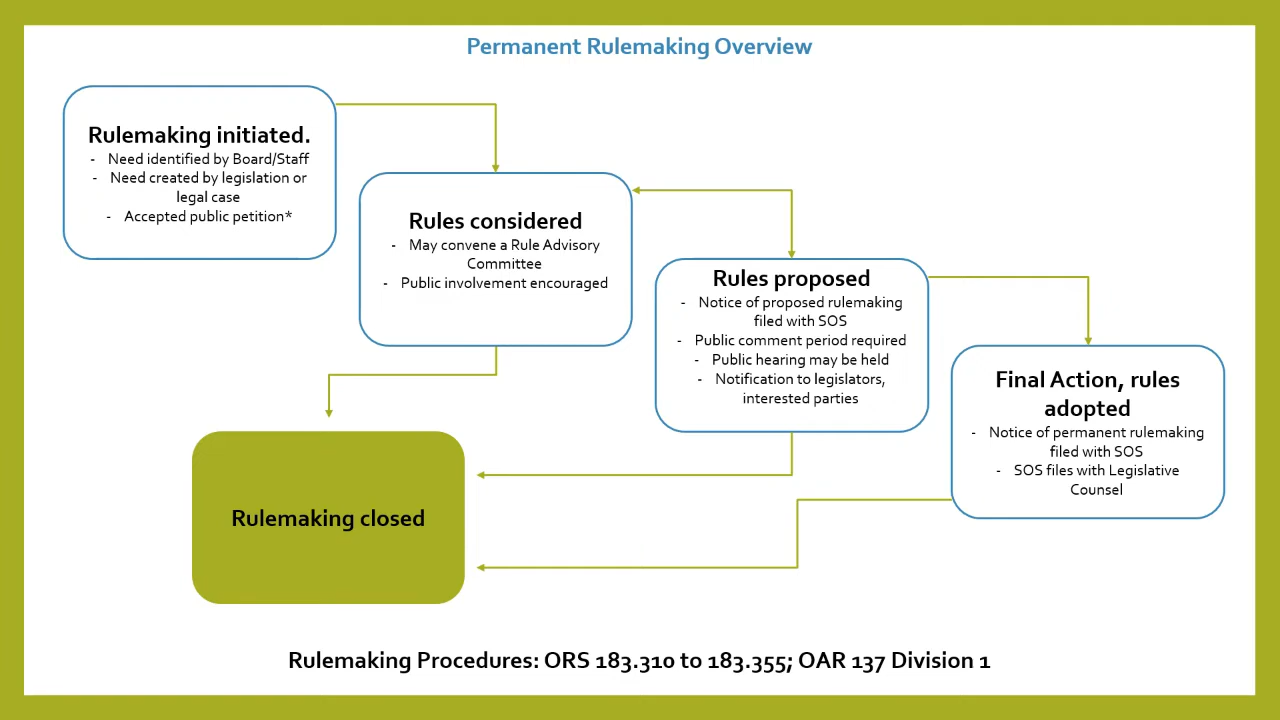 Permanent Rulemaking Overview
Rulemaking initiated.
- Need identified by Board/Staff
- Need created by legislation or
legal case
- Accepted public petition*
Rules considered
- May convene a Rule Advisory
Committee
- Public involvement encouraged
Rules proposed
- Notice of proposed rulemaking
filed with SOS
- Public comment period required
- Public hearing may be held
- Notification to legislators,
interested parties
Final Action, rules
adopted
- Notice of permanent rulemaking
filed with SOS
- SOS files with Legislative
Counsel
Rulemaking closed
Rulemaking Procedures: ORS 183.310 to 183.355; OAR 137 Division 1